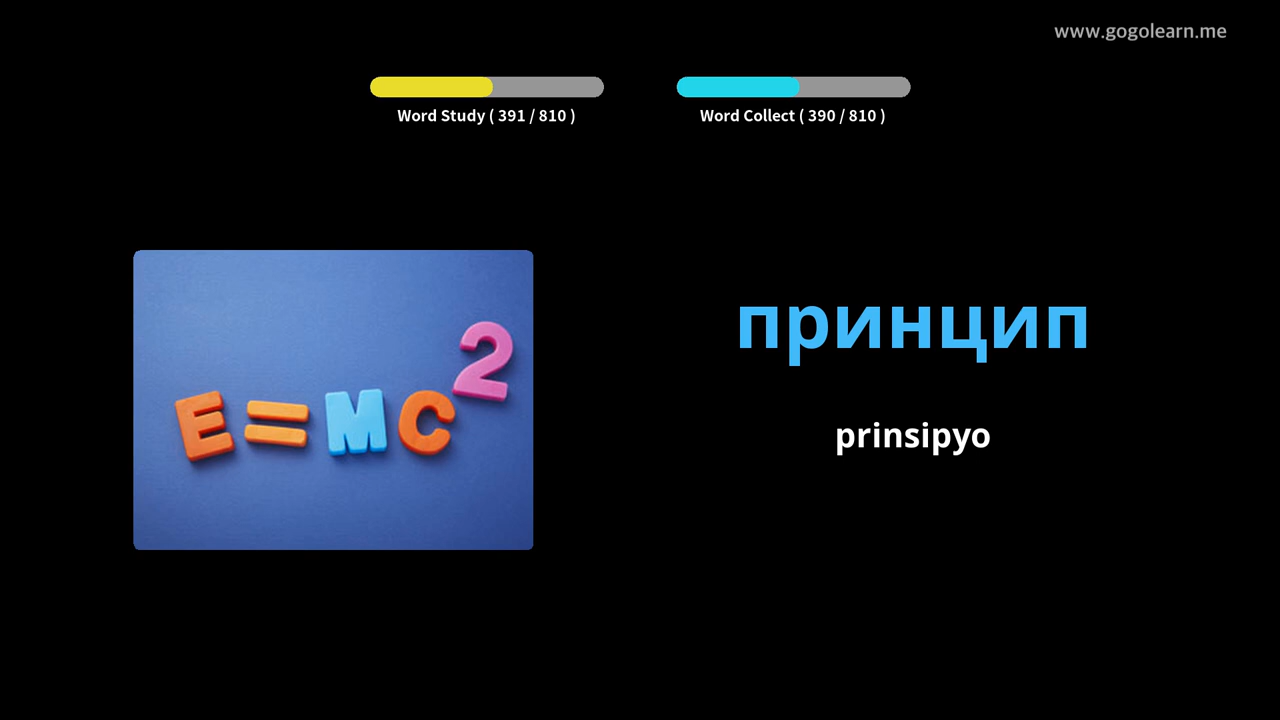 www.gogolearn.me
Word Study ( 391 / 810 )
Word Collect ( 390 / 810 )
E=MC2
принцип
prinsipyo